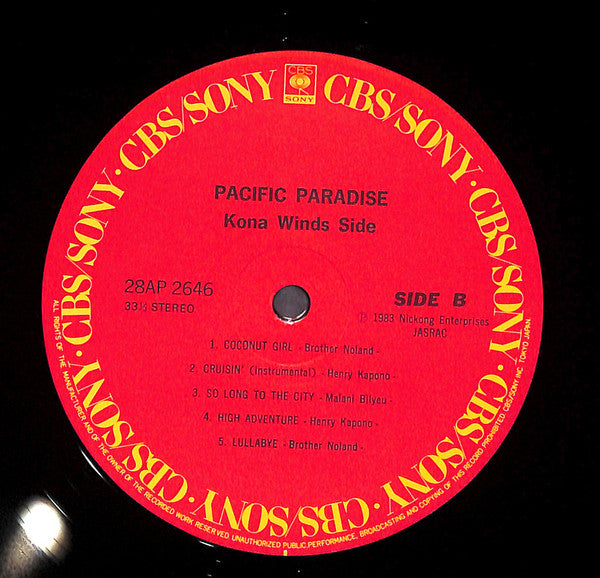 CBS/SONY · CBS/SONY · CBS/SONY · CBS/SONY · CBS/SONY · CBS/SONY · CBS/SONY · CBS/SONY
CBS
SONY
PACIFIC PARADISE
Kona Winds Side
28AP 2646
33⅓ STEREO
SIDE B
Ⓟ 1983 Nickong Enterprises
JASRAC
1. COCONUT GIRL - Brother Noland -
2. CRUISIN' (Instrumental) - Henry Kapono -
3. SO LONG TO THE CITY - Malani Bilyeu -
4. HIGH ADVENTURE - Henry Kapono -
5. LULLABYE - Brother Noland -
ALL RIGHTS OF THE MANUFACTURER AND OF THE OWNER OF THE RECORDED WORK RESERVED. UNAUTHORIZED PUBLIC PERFORMANCE, BROADCASTING AND COPYING OF THIS RECORD PROHIBITED CBS/SONY INC. TOKYO JAPAN